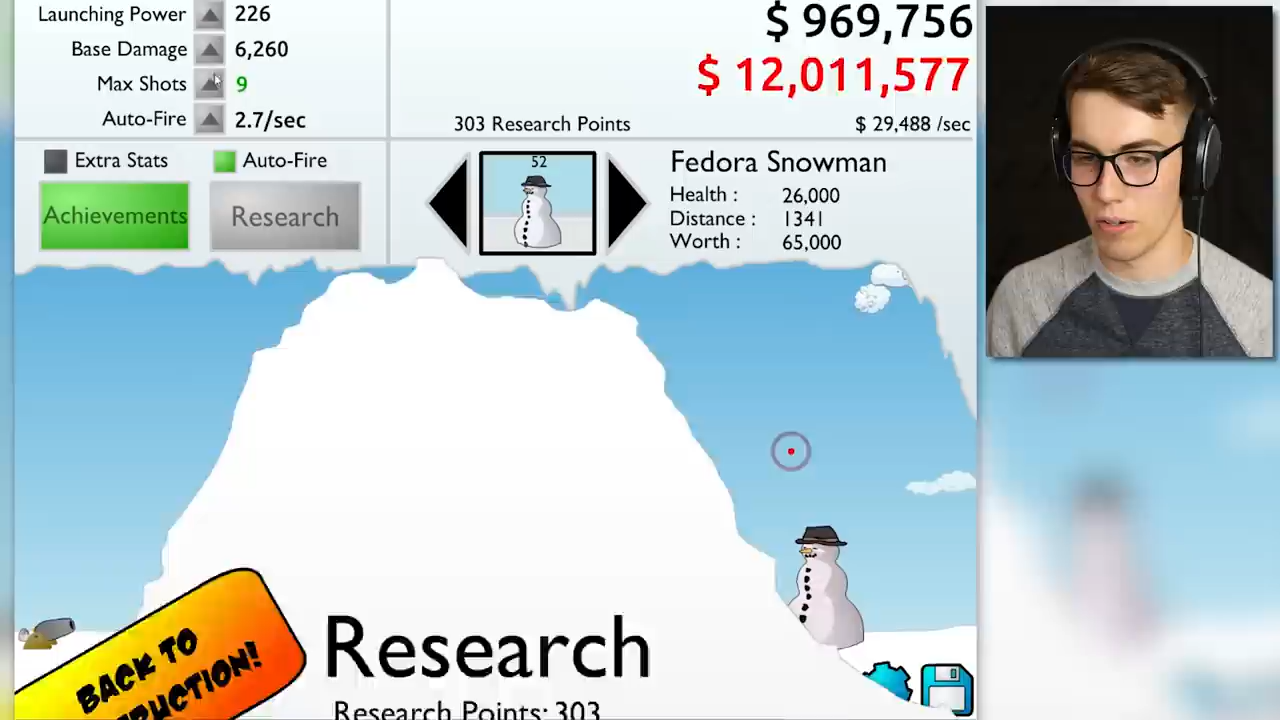 Launching Power 226
Base Damage 6,260
Max Shots 9
Auto-Fire 2.7/sec
$ 969,756
$ 12,011,577
303 Research Points
$ 29,488 /sec
Extra Stats
Auto-Fire
Achievements
Research
52
Fedora Snowman
Health : 26,000
Distance : 1341
Worth : 65,000
BACK TO
Research
Research Points: 303